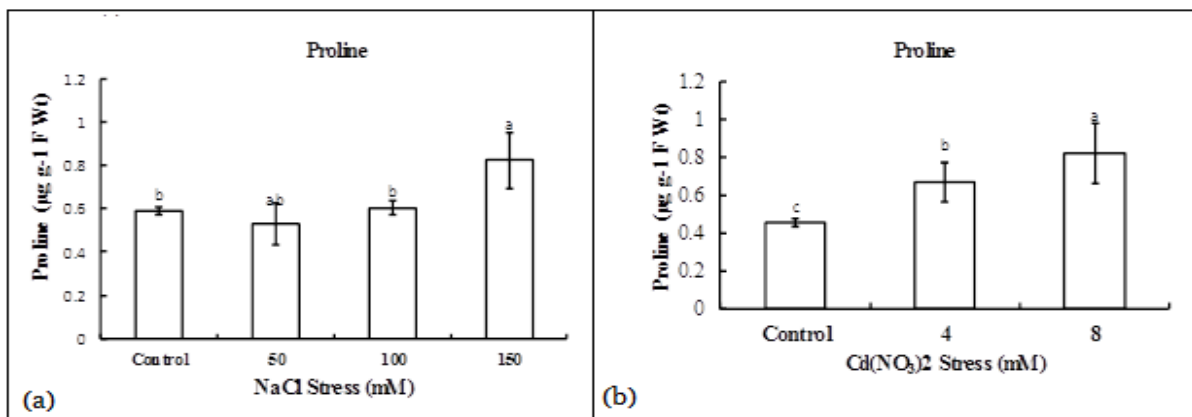 Proline
1.2
1
0.8
0.6
0.4
0.2
0
Proline (µg g-1 F Wt)
b
ab
b
a
Control
50
100
150
NaCl Stress (mM)
(a)
Proline
1.2
1
0.8
0.6
0.4
0.2
0
Proline (µg g-1 F Wt)
c
b
a
Control
4
8
Cd(NO₃)2 Stress (mM)
(b)